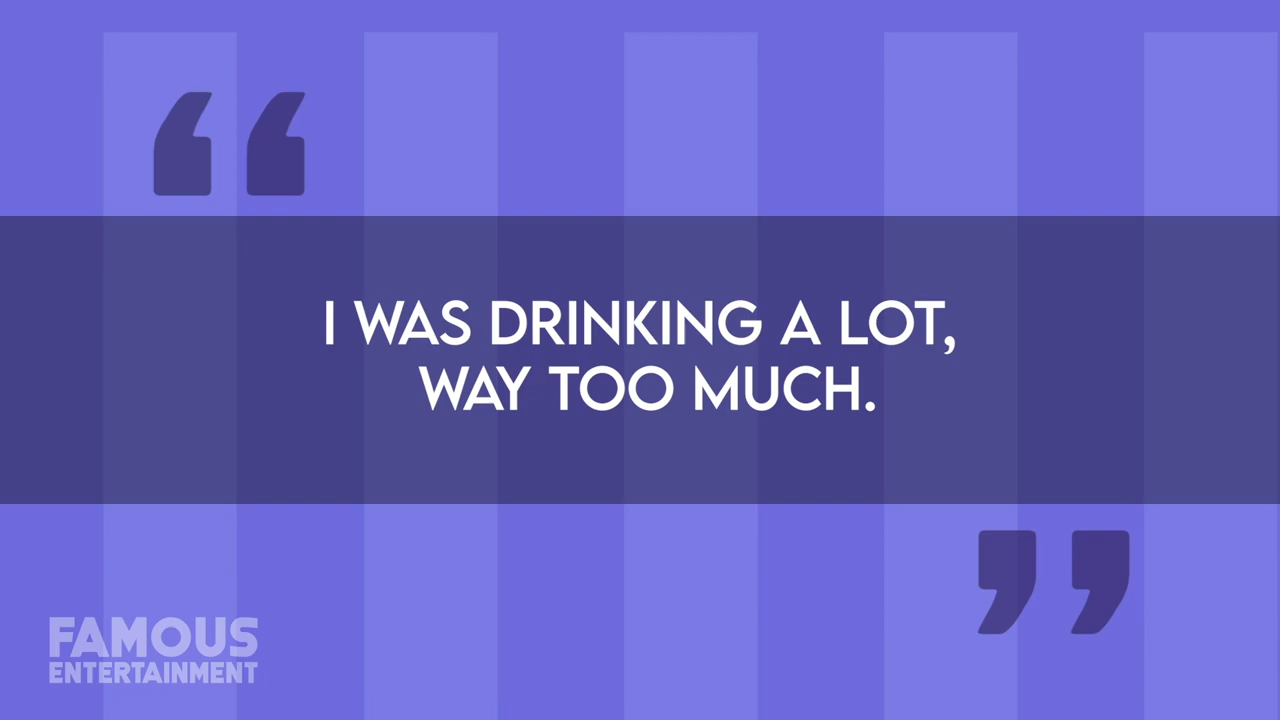 “
I WAS DRINKING A LOT,
WAY TOO MUCH.
”
FAMOUS
ENTERTAINMENT